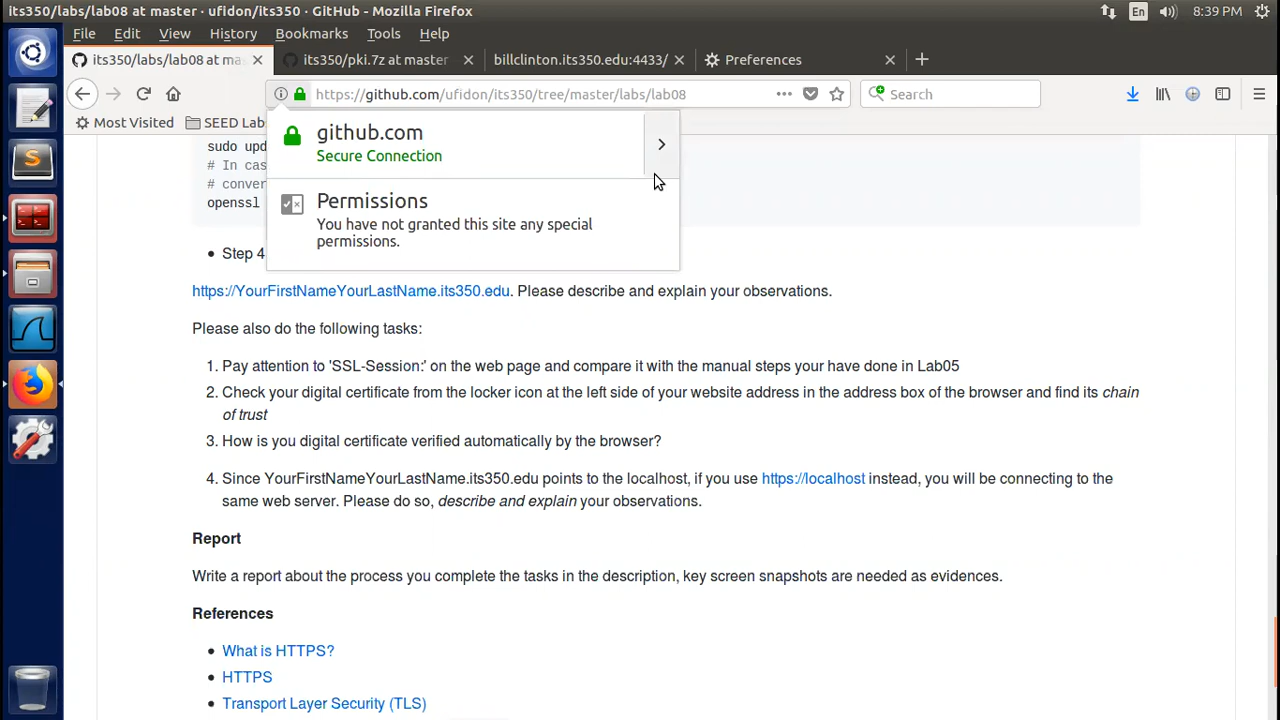 its350/labs/lab08 at master · ufidon/its350 · GitHub - Mozilla Firefox
En
8:39 PM
File Edit View History Bookmarks Tools Help
its350/labs/lab08 at mas
its350/pki.7z at master
billclinton.its350.edu:4433/
Preferences
https://github.com/ufidon/its350/tree/master/labs/lab08
Search
Most Visited
SEED Lab
github.com
Secure Connection
Permissions
You have not granted this site any special
permissions.
sudo upd
# In cas
# conver
openssl
• Step 4
https://YourFirstNameYourLastName.its350.edu. Please describe and explain your observations.
Please also do the following tasks:
1. Pay attention to 'SSL-Session:' on the web page and compare it with the manual steps your have done in Lab05
2. Check your digital certificate from the locker icon at the left side of your website address in the address box of the browser and find its chain
of trust
3. How is you digital certificate verified automatically by the browser?
4. Since YourFirstNameYourLastName.its350.edu points to the localhost, if you use https://localhost instead, you will be connecting to the
same web server. Please do so, describe and explain your observations.
Report
Write a report about the process you complete the tasks in the description, key screen snapshots are needed as evidences.
References
• What is HTTPS?
• HTTPS
• Transport Layer Security (TLS)